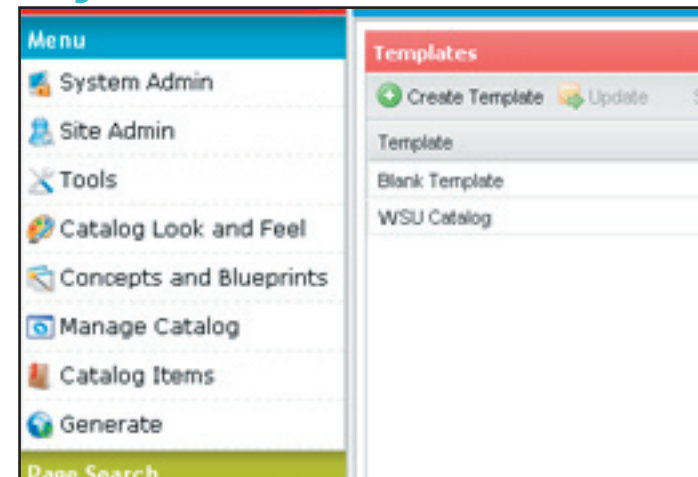 Menu
System Admin
Site Admin
Tools
Catalog Look and Feel
Concepts and Blueprints
Manage Catalog
Catalog Items
Generate
Page Search
Templates
Create Template Update
Template
Blank Template
WSU Catalog